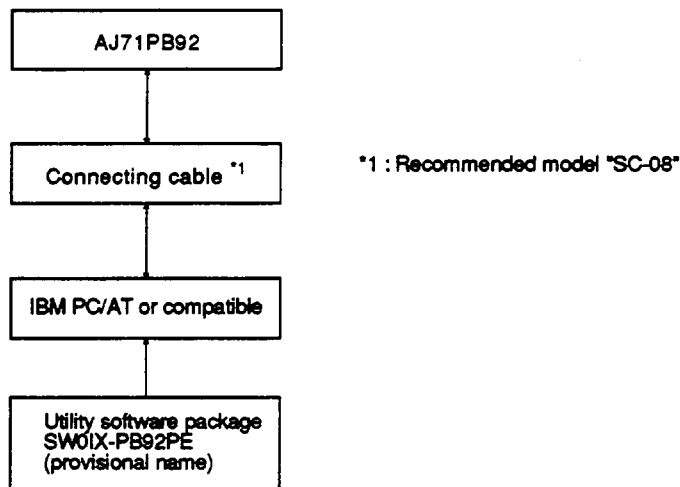 AJ71PB92
Connecting cable *1
*1 : Recommended model "SC-08"
IBM PC/AT or compatible
Utility software package
SW0IX-PB92PE
(provisional name)